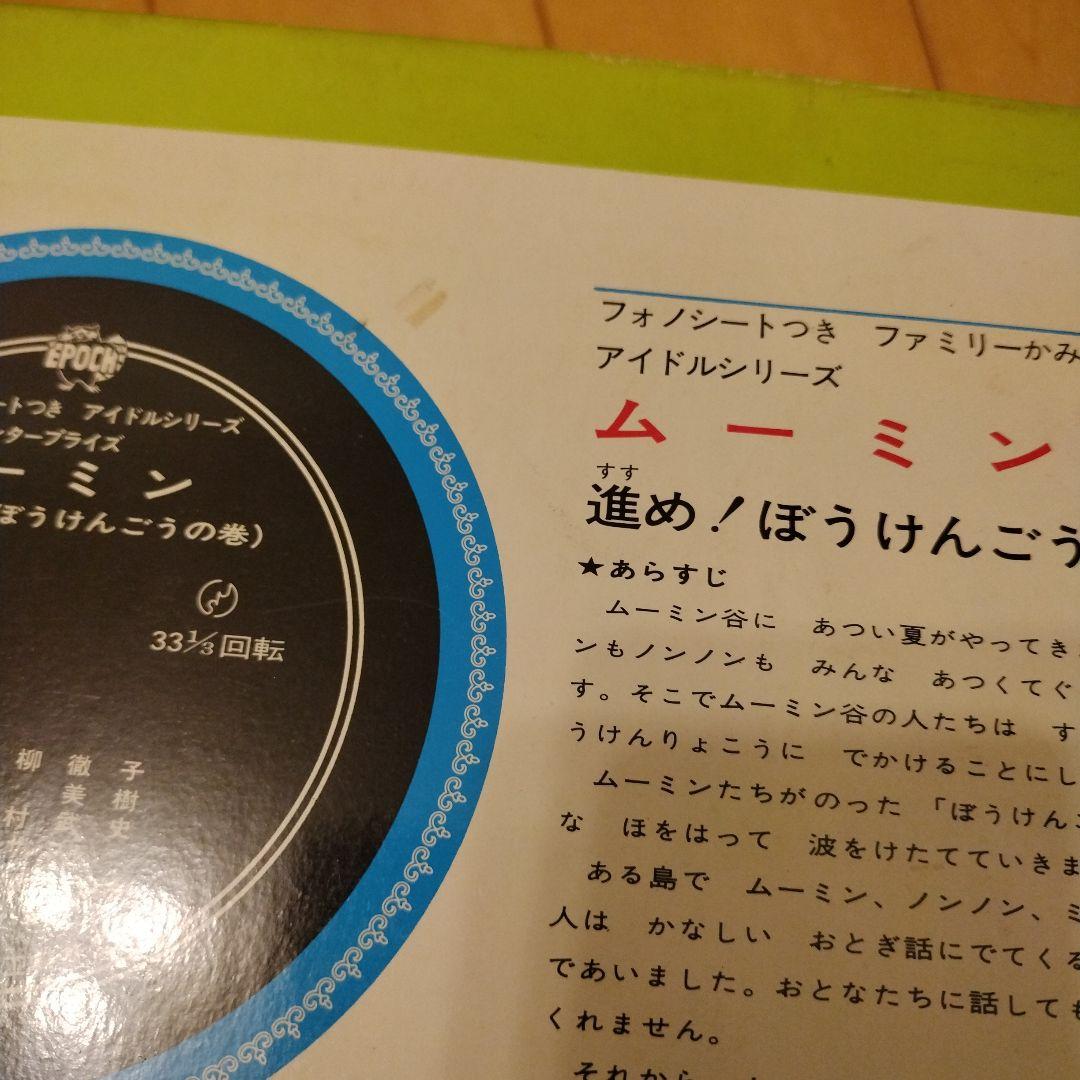 EPOCH
ートつき アイドルシリーズ
タープライズ
ーミン
ぼうけんごうの巻)
33⅓回転
柳徹子
美樹
村
フォノシートつき ファミリーかみ
アイドルシリーズ
ムーミン
すす
進め!ぼうけんごう
★あらすじ
ムーミン谷に あつい夏がやってき
ンもノンノンも みんな あつくてぐ
す。そこでムーミン谷の人たちは す
うけんりょこうに でかけることにし
ムーミンたちがのった 「ぼうけん
な ほをはって 波をけたてていきま
ある島で ムーミン、ノンノン、ミ
人は かなしい おとぎ話にでてくる
であいました。おとなたちに話しても
くれません。
それから